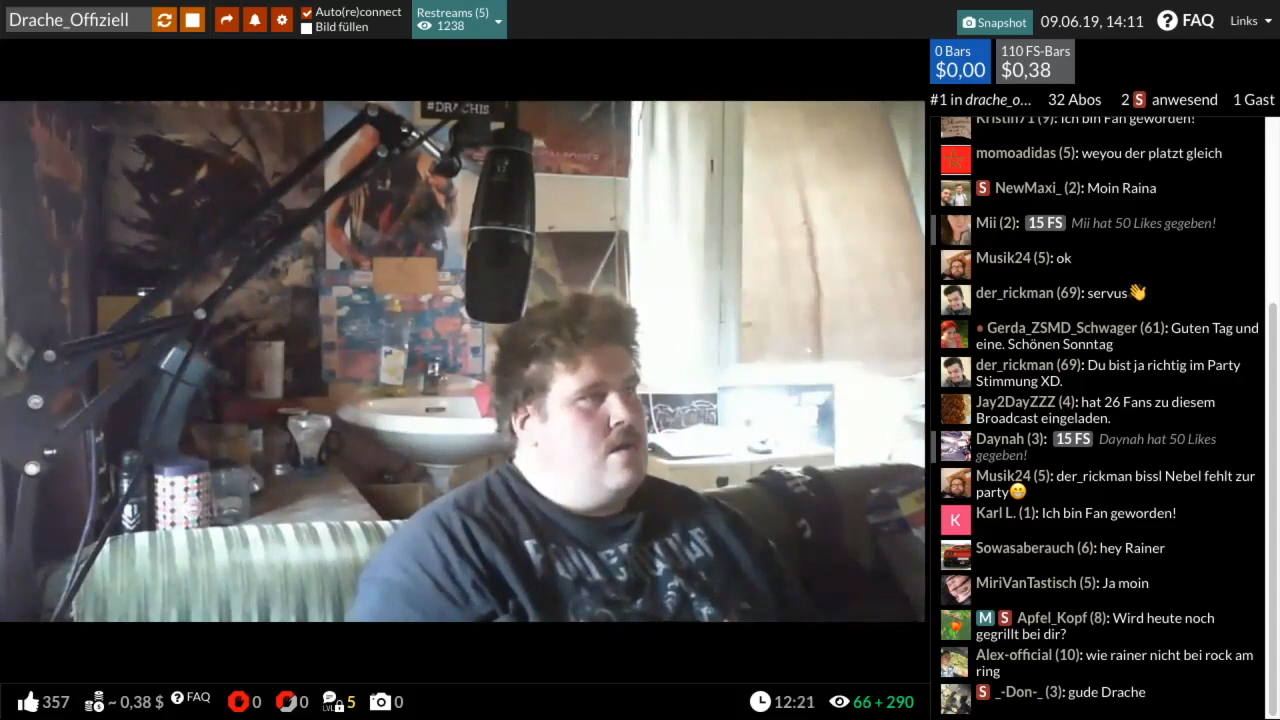 Drache_Offiziell
Auto(re)connect
Bild füllen
Restreams (5)
1238
Snapshot
09.06.19, 14:11
FAQ
Links
0 Bars
$0,00
110 FS-Bars
$0,38
#1 in drache_o... 32 Abos 2 S anwesend 1 Gast
#DRACHIS
Kristin71 (9): Ich bin Fan geworden!
momoadidas (5): weyou der platzt gleich
S NewMaxi_ (2): Moin Raina
Mii (2): 15 FS Mii hat 50 Likes gegeben!
Musik24 (5): ok
der_rickman (69): servus👋
Gerda_ZSMD_Schwager (61): Guten Tag und
eine. Schönen Sonntag
der_rickman (69): Du bist ja richtig im Party
Stimmung XD.
Jay2DayZZZ (4): hat 26 Fans zu diesem
Broadcast eingeladen.
Daynah (3): 15 FS Daynah hat 50 Likes
gegeben!
Musik24 (5): der_rickman bissl Nebel fehlt zur
party😁
K
Karl L. (1): Ich bin Fan geworden!
Sowasaberauch (6): hey Rainer
MiriVanTastisch (5): Ja moin
M S Apfel_Kopf (8): Wird heute noch
gegrillt bei dir?
Alex-official (10): wie rainer nicht bei rock am
ring
S _-Don-_ (3): gude Drache
357
~ 0,38 $
FAQ
0
0
LVL
5
0
12:21
66 + 290